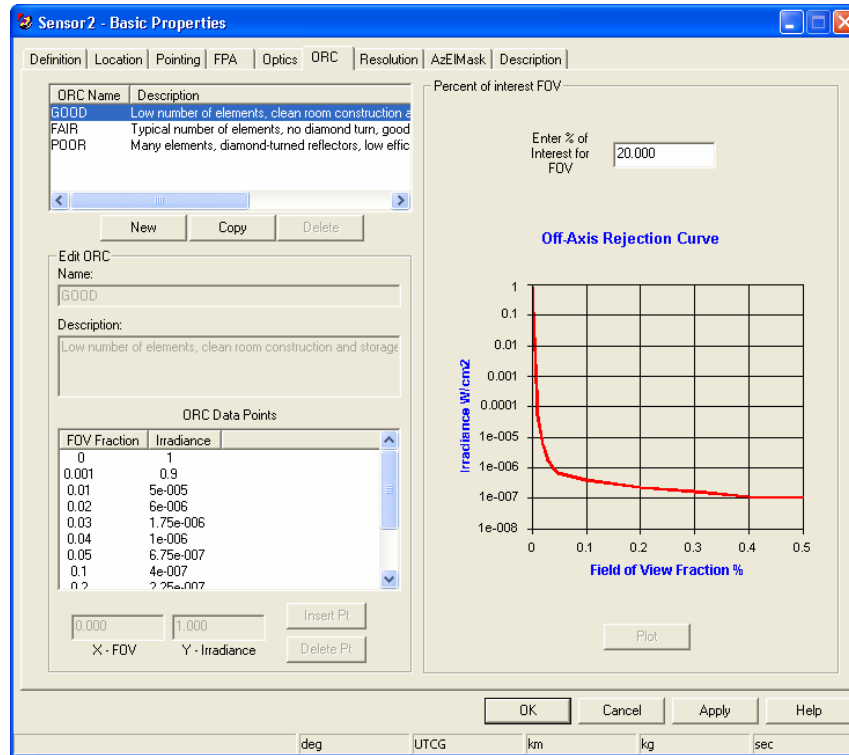 Sensor2 - Basic Properties
Definition Location Pointing FPA Optics ORC Resolution AzElMask Description
ORC Name Description
GOOD Low number of elements, clean room construction a
FAIR Typical number of elements, no diamond turn, good
POOR Many elements, diamond-turned reflectors, low effic
New Copy Delete
Edit ORC
Name:
GOOD
Description:
Low number of elements, clean room construction and storage
ORC Data Points
FOV Fraction Irradiance
0 1
0.001 0.9
0.01 5e-005
0.02 6e-006
0.03 1.75e-006
0.04 1e-006
0.05 6.75e-007
0.1 4e-007
0.2 2.25e-007
0.000 1.000
X - FOV Y - Irradiance
Insert Pt
Delete Pt
Percent of interest FOV
Enter % of
Interest for
FOV
20.000
Off-Axis Rejection Curve
Irradiance W/cm2
1
0.1
0.01
0.001
0.0001
1e-005
1e-006
1e-007
1e-008
0 0.1 0.2 0.3 0.4 0.5
Field of View Fraction %
Plot
OK Cancel Apply Help
deg UTCG km kg sec